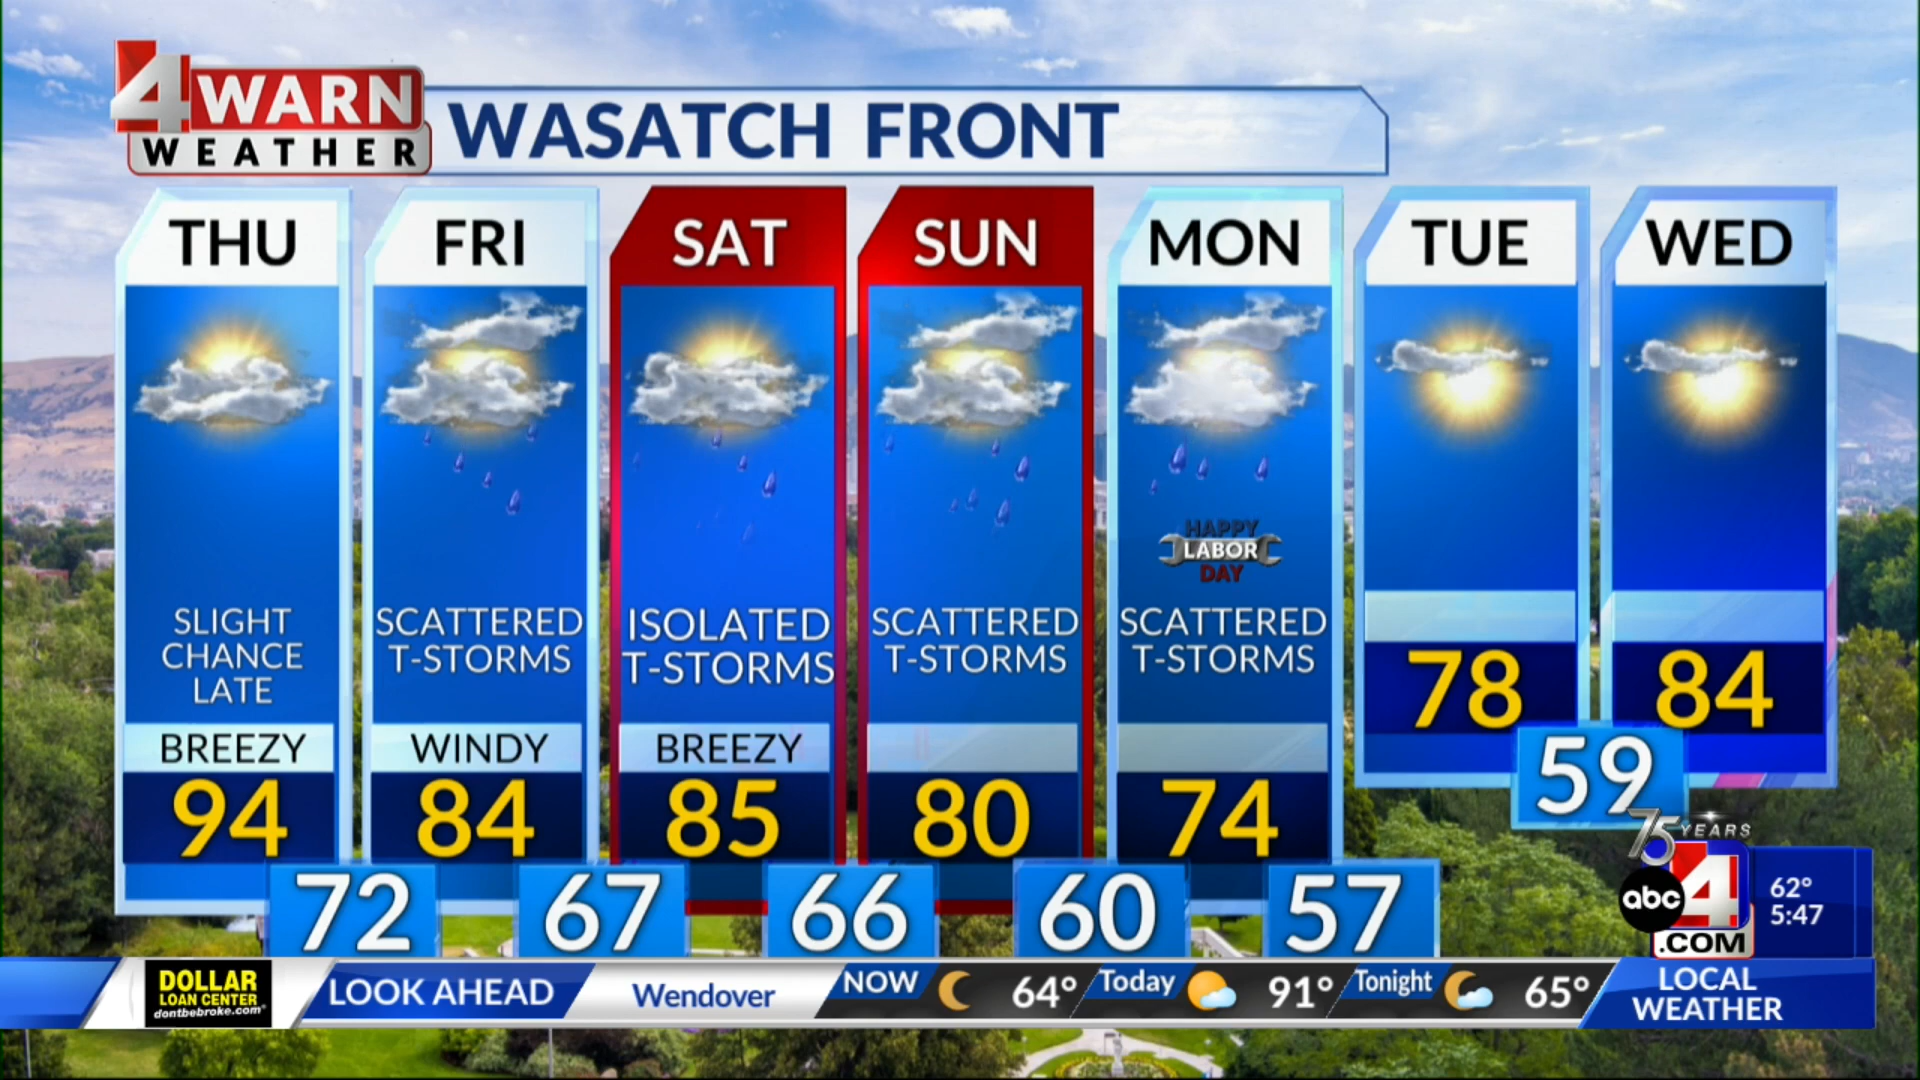 4 WARN
WEATHER
WASATCH FRONT
THU
SLIGHT
CHANCE
LATE
BREEZY
94
72
FRI
SCATTERED
T-STORMS
WINDY
84
67
SAT
ISOLATED
T-STORMS
BREEZY
85
66
SUN
SCATTERED
T-STORMS
80
60
MON
HAPPY
LABOR
DAY
SCATTERED
T-STORMS
74
57
TUE
78
59
WED
84
75 YEARS
abc 4
.COM
62°
5:47
DOLLAR
LOAN CENTER
dontbebroke.com
LOOK AHEAD
Wendover
NOW 64°
Today 91°
Tonight 65°
LOCAL
WEATHER